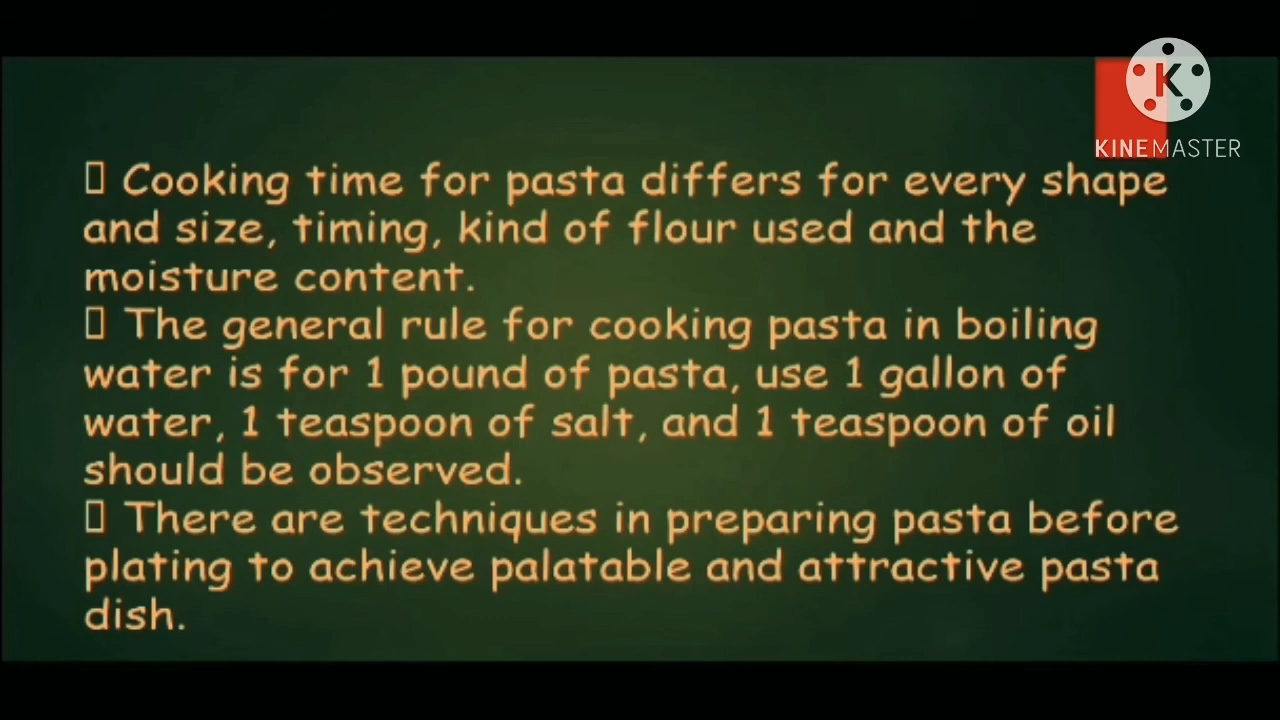 K
KINEMASTER
Cooking time for pasta differs for every shape
and size, timing, kind of flour used and the
moisture content.
The general rule for cooking pasta in boiling
water is for 1 pound of pasta, use 1 gallon of
water, 1 teaspoon of salt, and 1 teaspoon of oil
should be observed.
There are techniques in preparing pasta before
plating to achieve palatable and attractive pasta
dish.